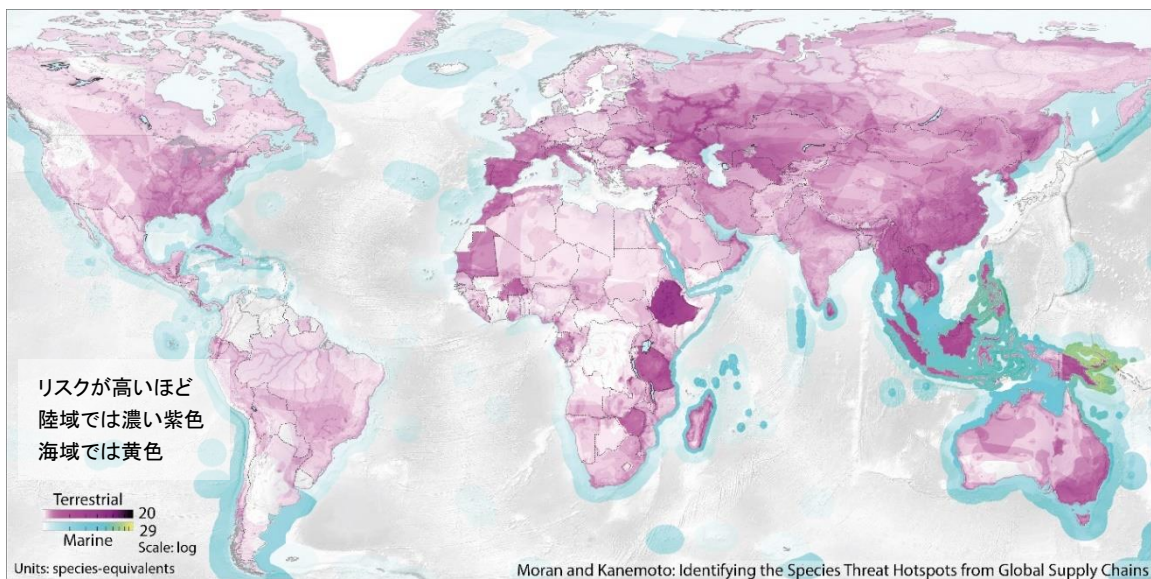 リスクが高いほど
陸域では濃い紫色
海域では黄色
Terrestrial
20
29
Marine
Scale: log
Units: species-equivalents
Moran and Kanemoto: Identifying the Species Threat Hotspots from Global Supply Chains